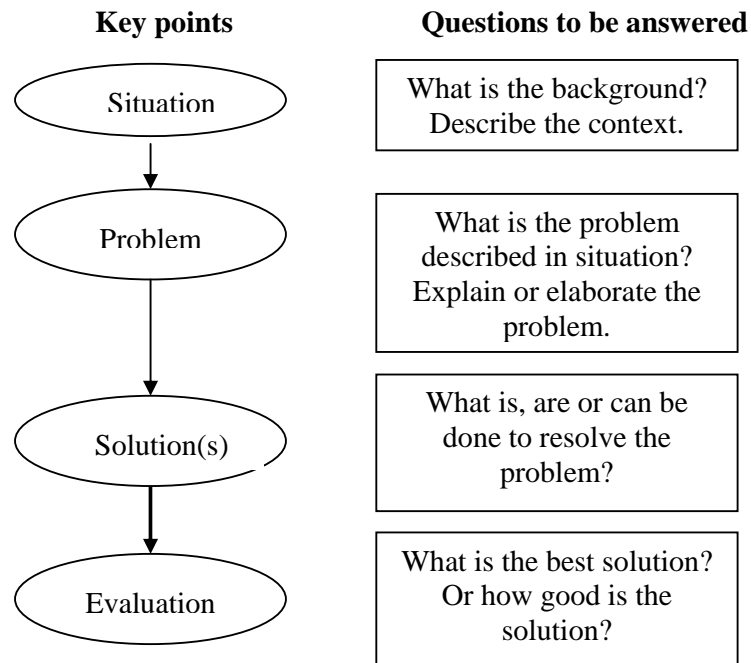 Key points
Questions to be answered
Situation
What is the background?
Describe the context.
Problem
What is the problem
described in situation?
Explain or elaborate the
problem.
Solution(s)
What is, are or can be
done to resolve the
problem?
Evaluation
What is the best solution?
Or how good is the
solution?